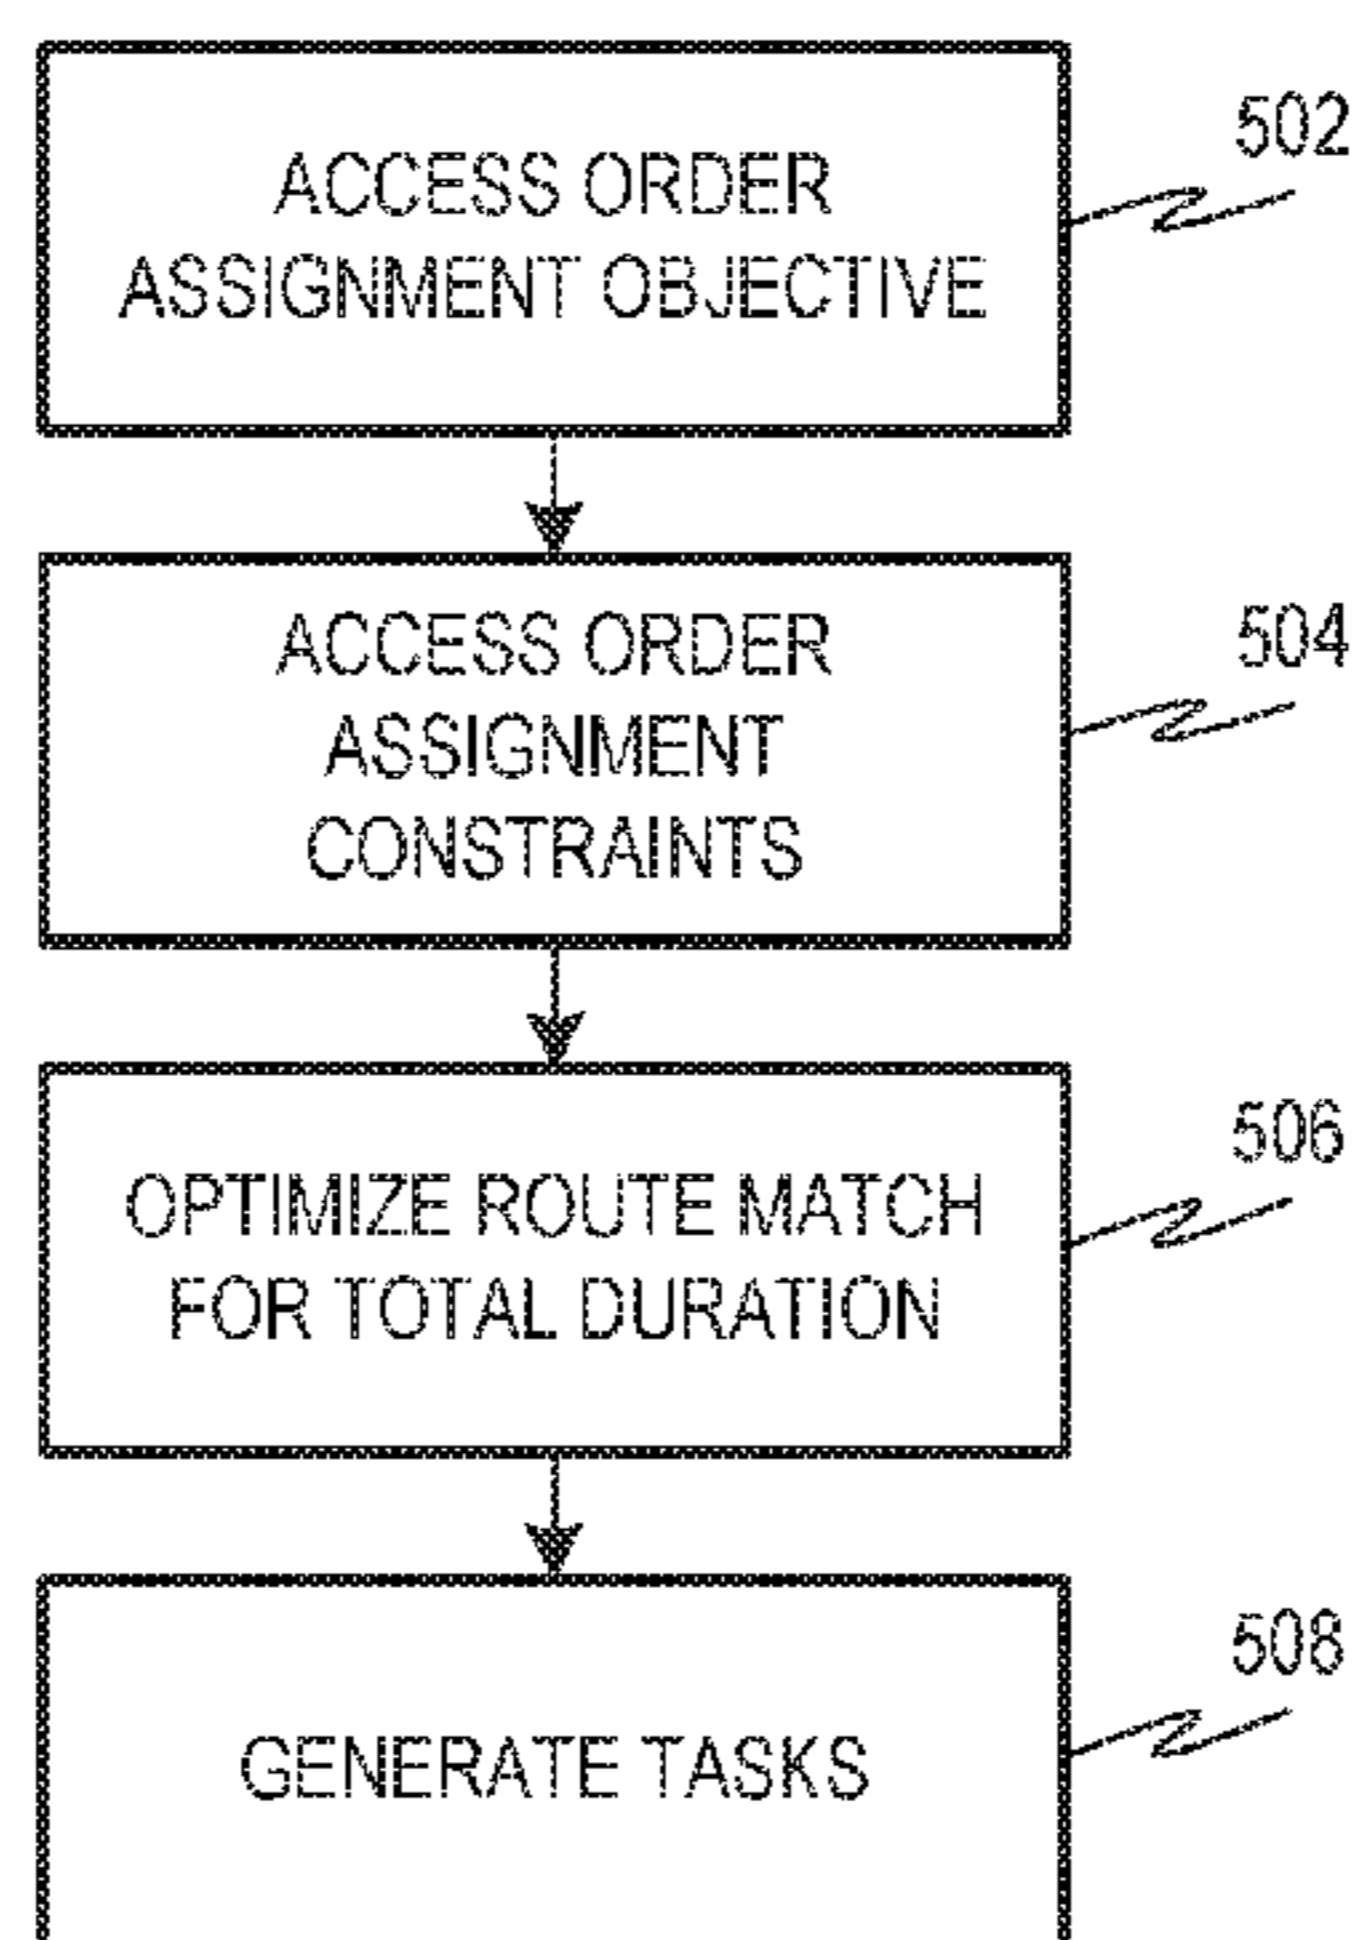 502
ACCESS ORDER
ASSIGNMENT OBJECTIVE
504
ACCESS ORDER
ASSIGNMENT
CONSTRAINTS
506
OPTIMIZE ROUTE MATCH
FOR TOTAL DURATION
508
GENERATE TASKS